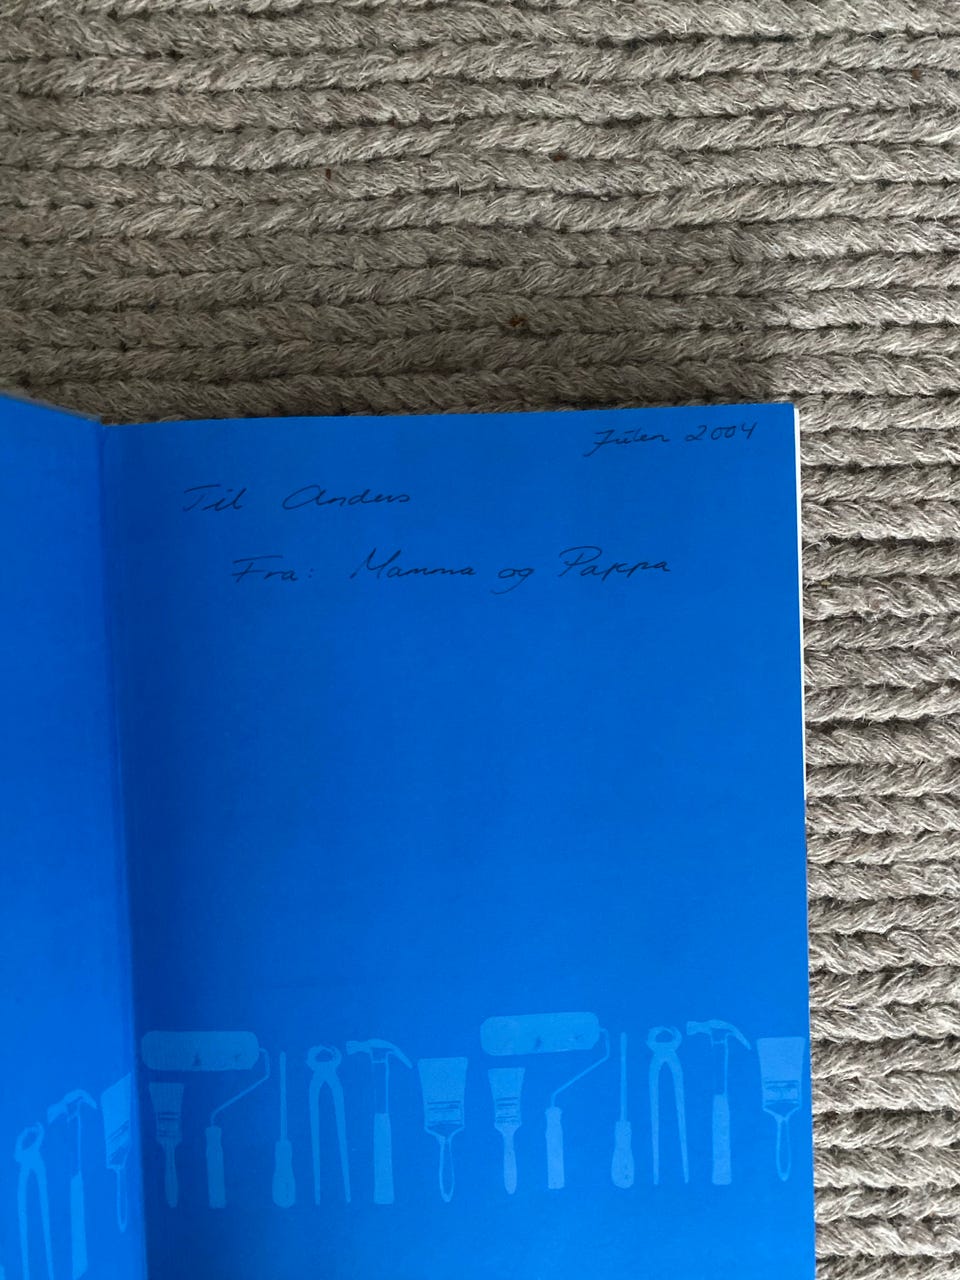 Julen 2004
Til Anders
Fra: Mamma og Pappa